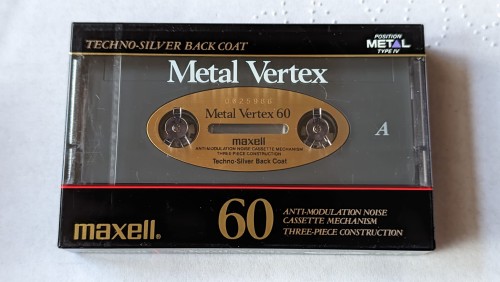 TECHNO-SILVER BACK COAT
POSITION
METAL
TYPE IV
Metal Vertex
Metal Vertex 60
maxell
ANTI-MODULATION NOISE CASSETTE MECHANISM
THREE-PIECE CONSTRUCTION
Techno-Silver Back Coat
A
maxell
60
ANTI-MODULATION NOISE
CASSETTE MECHANISM
THREE-PIECE CONSTRUCTION